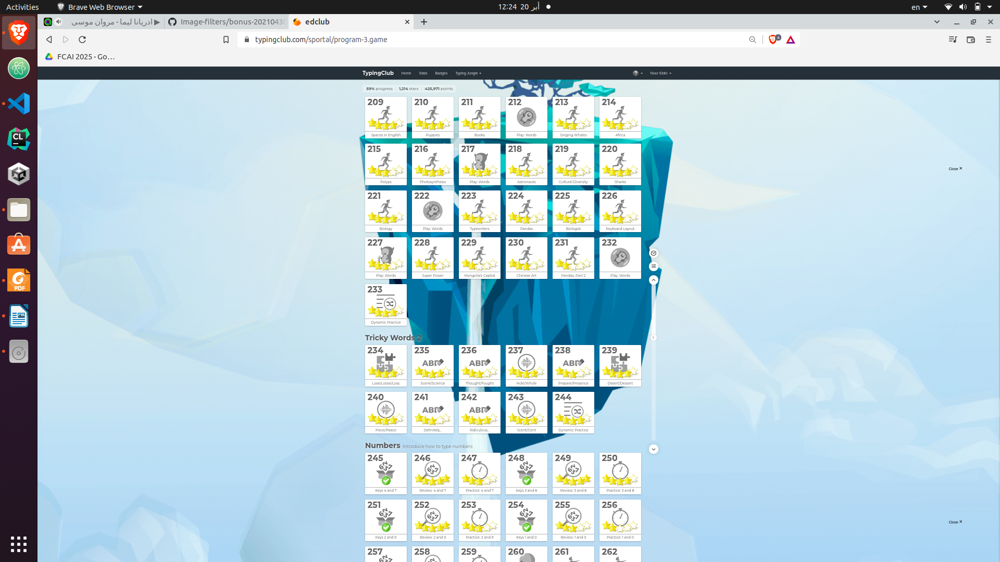 Activities
Brave Web Browser
12:24 20 أبر
en
ادريانا ليما - مروان موسى
Image-filters/bonus-20210430
edclub
typingclub.com/sportal/program-3.game
4
FCAI 2025 - Go…
TypingClub
Home
Stats
Badges
Typing Jungle
Nour Eldin
59% progress
1,214 stars
425,971 points
209 210 211 212 213 214
Spaces in English Puppies Books Play: Words Singing Whales Africa
215 216 217 218 219 220
Polyps Photosynthesis Play: Words Astronauts Cultural Diversity Sharks
Close ×
221 222 223 224 225 226
Biology Play: Words Typewriters Pandas Biologist Keyboard Layout
227 228 229 230 231 232
Play: Words Super Power Mongolia's Capital Chinese Art Pandas, Part 2 Play: Words
233
Dynamic Practice
5
Tricky Words 2
234 235 236 237 238 239
Lose/Loose/Loss Scene/Science Thought/Fought Hole/Whole Prepare/Presence Desert/Dessert
240 241 242 243 244
Piece/Peace Definitely... Ridiculous... Scent/Cent Dynamic Practice
Numbers Introduce how to type numbers
245 246 247 248 249 250
Keys 4 and 7 Review: 4 and 7 Practice: 4 and 7 Keys 3 and 8 Review: 3 and 8 Practice: 3 and 8
251 252 253 254 255 256
Keys 2 and 9 Review: 2 and 9 Practice: 2 and 9 Keys 1 and 0 Review: 1 and 0 Practice: 1 and 0
Close ×
257 258 259 260 261 262
CL
PDF